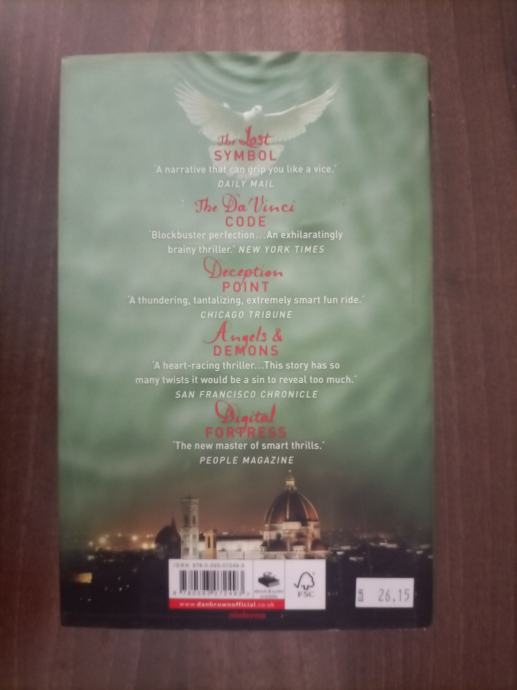 The Lost
SYMBOL
'A narrative that can grip you like a vice.'
DAILY MAIL
The Da Vinci
CODE
'Blockbuster perfection...An exhilaratingly
brainy thriller.' NEW YORK TIMES
Deception
POINT
'A thundering, tantalizing, extremely smart fun ride.'
CHICAGO TRIBUNE
Angels &
DEMONS
'A heart-racing thriller...This story has so
many twists it would be a sin to reveal too much.'
SAN FRANCISCO CHRONICLE
Digital
FORTRESS
'The new master of smart thrills.'
PEOPLE MAGAZINE
ISBN
FSC
26,15
www.danbrownofficial.co.uk